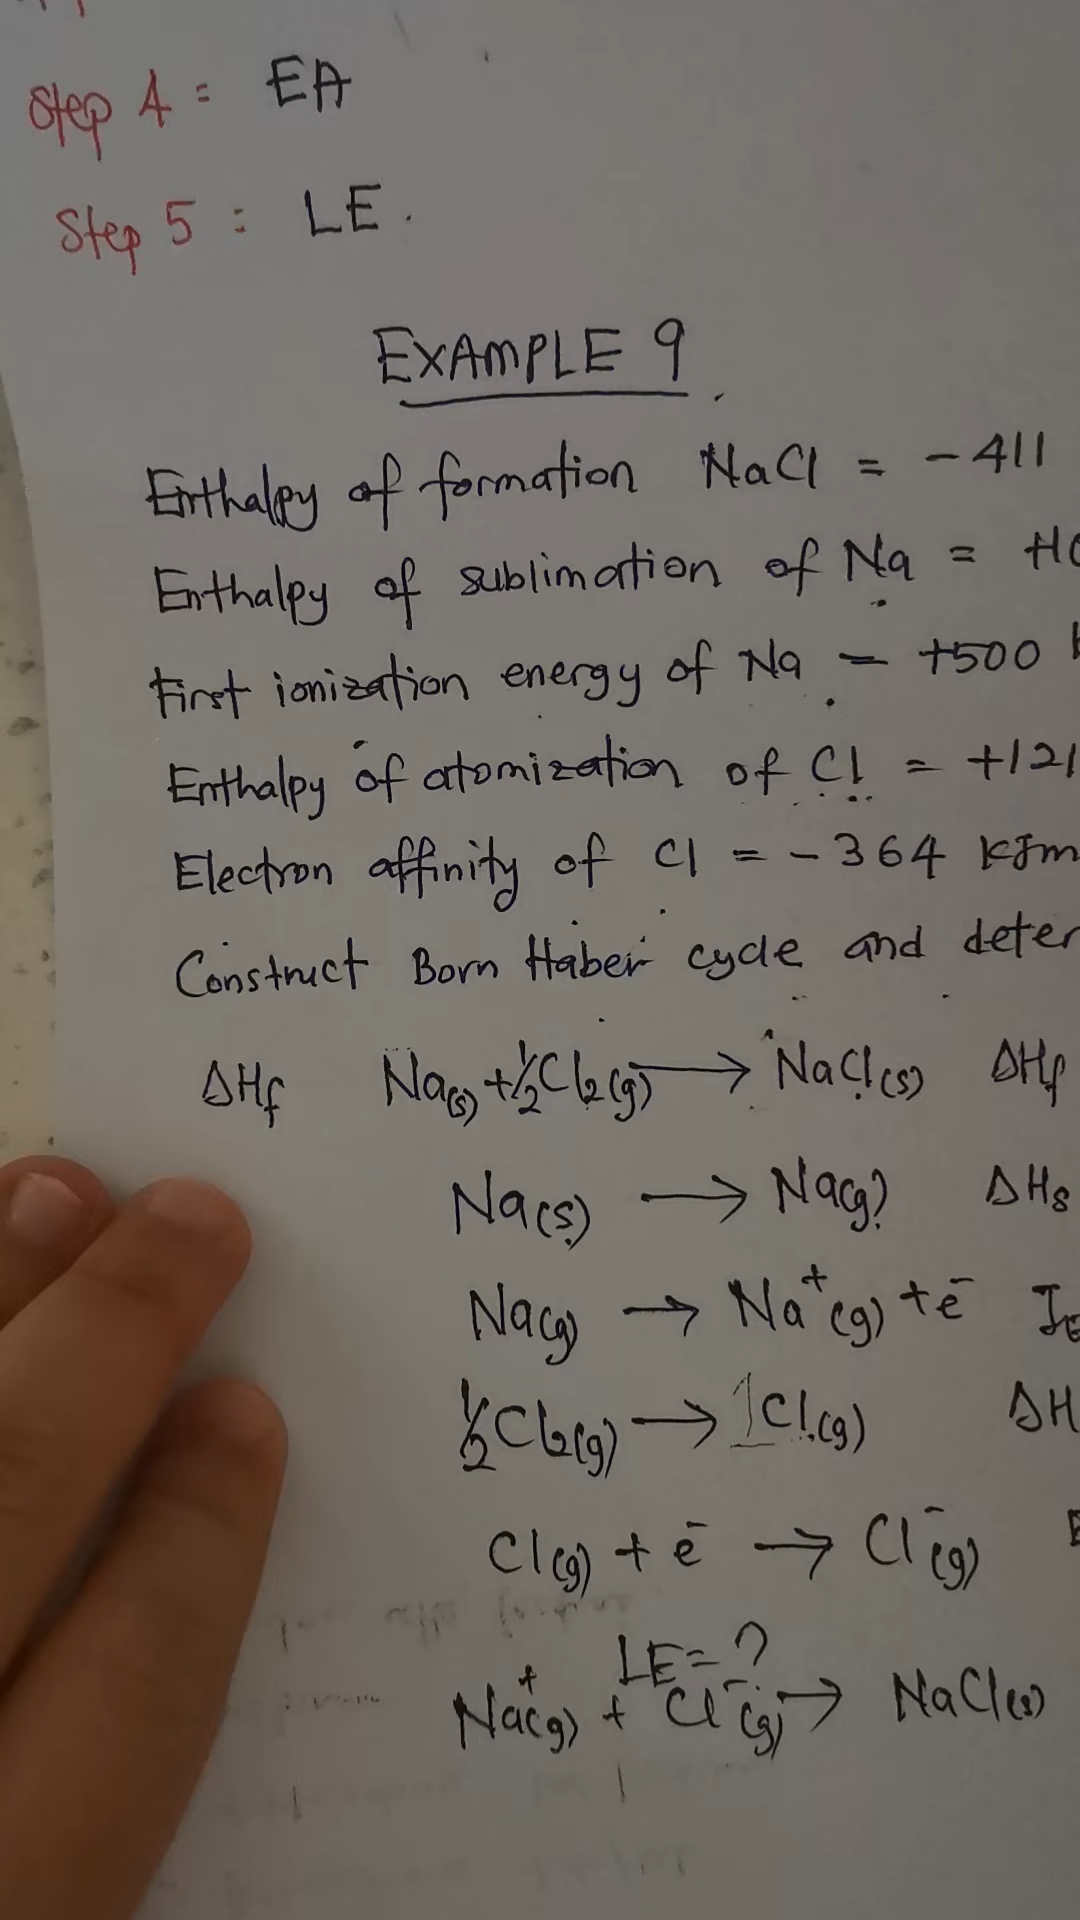 Step 4 = EA
Step 5 : LE.
EXAMPLE 9.
Enthalpy of formation NaCl = -411
Enthalpy of sublimation of Na =
First ionization energy of Na = +500
Enthalpy of atomization of Cl = +121
Electron affinity of Cl = -364 KJm
Construct Born Haber cycle and deter
ΔHf Na(s) + ½Cl₂(g) → NaCl(s) ΔHf
Na(s) → Na(g) ΔHs
Na(g) → Na⁺(g) + e⁻
½Cl₂(g) → 1Cl(g) ΔH
Cl(g) + e⁻ → Cl⁻(g)
LE = ?
Na⁺(g) + Cl⁻(g) → NaCl(s)